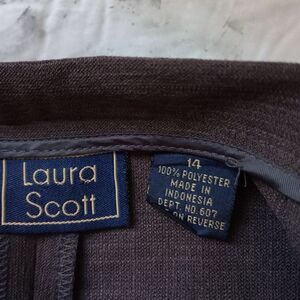 Laura
Scott
14
100% POLYESTER
MADE IN
INDONESIA
DEPT. NO. 607
ON REVERSE